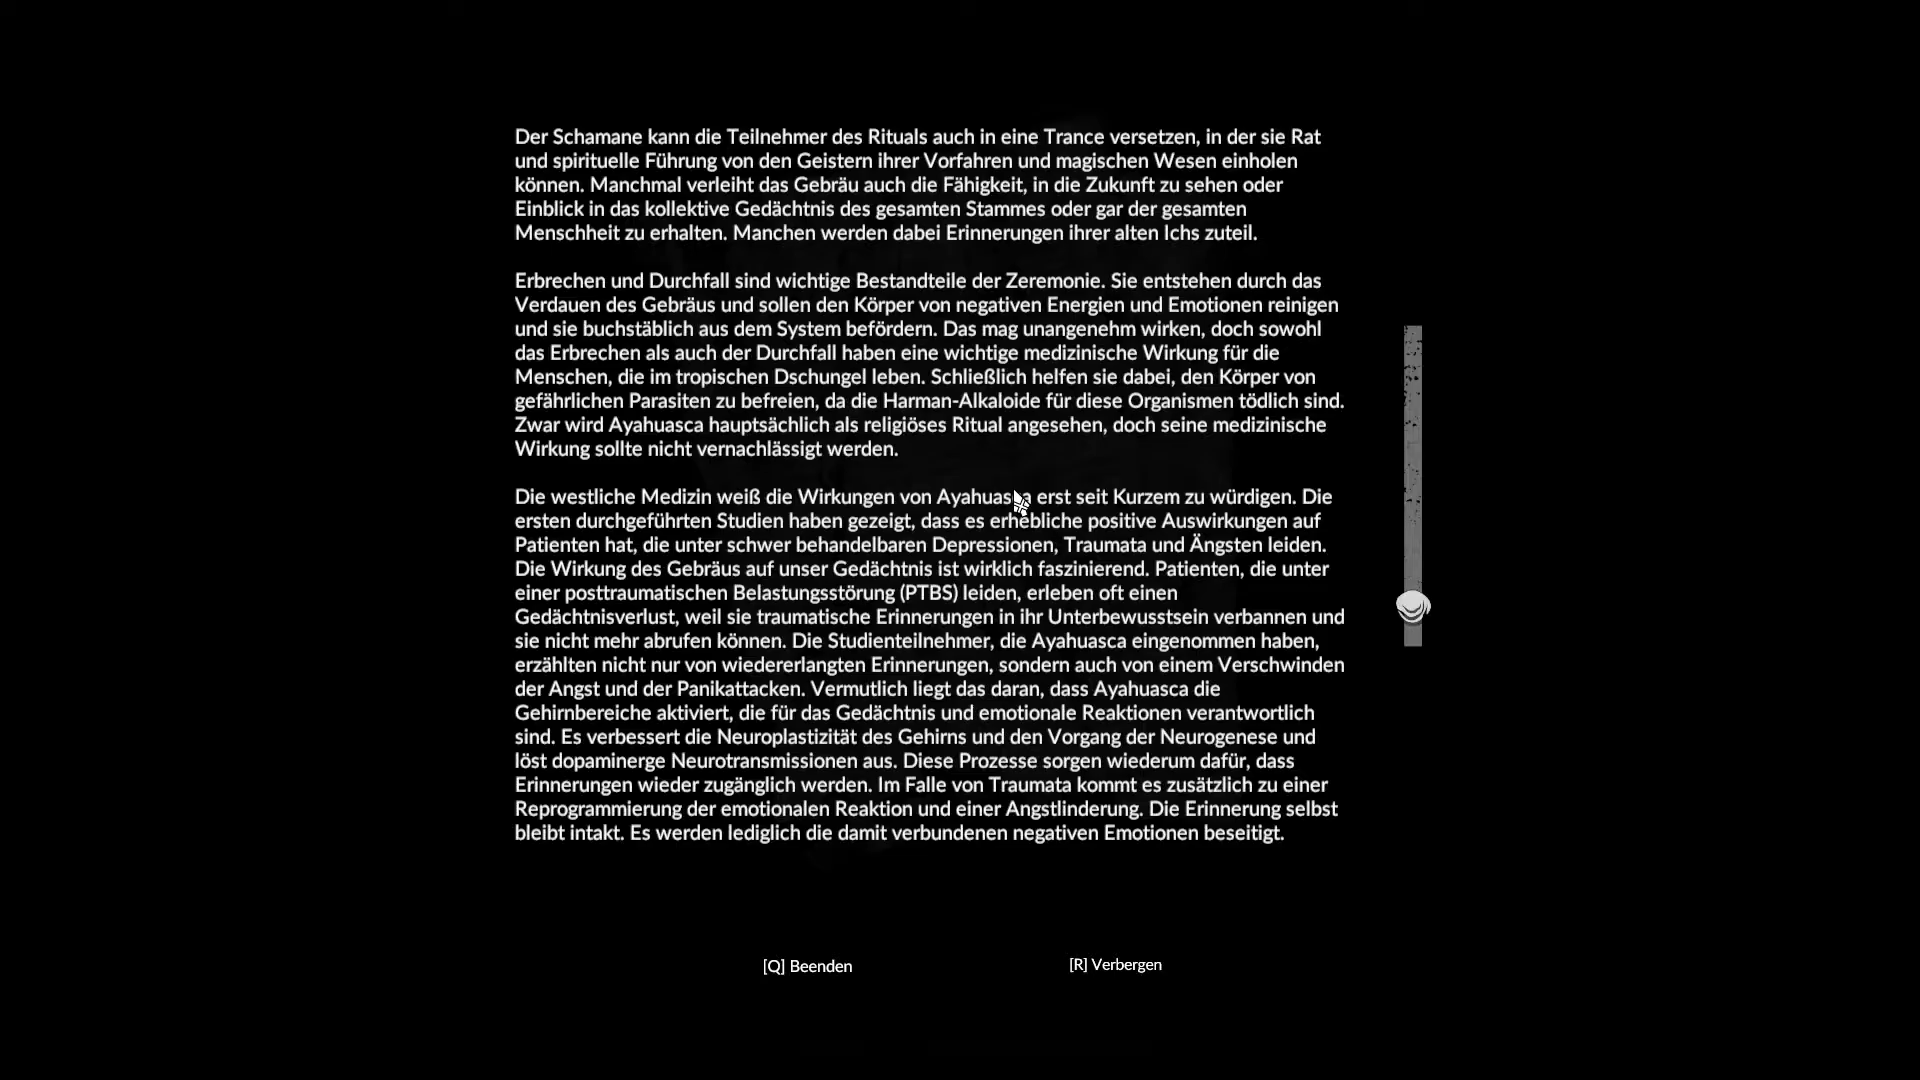 Der Schamane kann die Teilnehmer des Rituals auch in eine Trance versetzen, in der sie Rat
und spirituelle Führung von den Geistern ihrer Vorfahren und magischen Wesen einholen
können. Manchmal verleiht das Gebräu auch die Fähigkeit, in die Zukunft zu sehen oder
Einblick in das kollektive Gedächtnis des gesamten Stammes oder gar der gesamten
Menschheit zu erhalten. Manchen werden dabei Erinnerungen ihrer alten Ichs zuteil.
Erbrechen und Durchfall sind wichtige Bestandteile der Zeremonie. Sie entstehen durch das
Verdauen des Gebräus und sollen den Körper von negativen Energien und Emotionen reinigen
und sie buchstäblich aus dem System befördern. Das mag unangenehm wirken, doch sowohl
das Erbrechen als auch der Durchfall haben eine wichtige medizinische Wirkung für die
Menschen, die im tropischen Dschungel leben. Schließlich helfen sie dabei, den Körper von
gefährlichen Parasiten zu befreien, da die Harman-Alkaloide für diese Organismen tödlich sind.
Zwar wird Ayahuasca hauptsächlich als religiöses Ritual angesehen, doch seine medizinische
Wirkung sollte nicht vernachlässigt werden.
Die westliche Medizin weiß die Wirkungen von Ayahuasca erst seit Kurzem zu würdigen. Die
ersten durchgeführten Studien haben gezeigt, dass es erhebliche positive Auswirkungen auf
Patienten hat, die unter schwer behandelbaren Depressionen, Traumata und Ängsten leiden.
Die Wirkung des Gebräus auf unser Gedächtnis ist wirklich faszinierend. Patienten, die unter
einer posttraumatischen Belastungsstörung (PTBS) leiden, erleben oft einen
Gedächtnisverlust, weil sie traumatische Erinnerungen in ihr Unterbewusstsein verbannen und
sie nicht mehr abrufen können. Die Studienteilnehmer, die Ayahuasca eingenommen haben,
erzählten nicht nur von wiedererlangten Erinnerungen, sondern auch von einem Verschwinden
der Angst und der Panikattacken. Vermutlich liegt das daran, dass Ayahuasca die
Gehirnbereiche aktiviert, die für das Gedächtnis und emotionale Reaktionen verantwortlich
sind. Es verbessert die Neuroplastizität des Gehirns und den Vorgang der Neurogenese und
löst dopaminerge Neurotransmissionen aus. Diese Prozesse sorgen wiederum dafür, dass
Erinnerungen wieder zugänglich werden. Im Falle von Traumata kommt es zusätzlich zu einer
Reprogrammierung der emotionalen Reaktion und einer Angstlinderung. Die Erinnerung selbst
bleibt intakt. Es werden lediglich die damit verbundenen negativen Emotionen beseitigt.
[Q] Beenden
[R] Verbergen